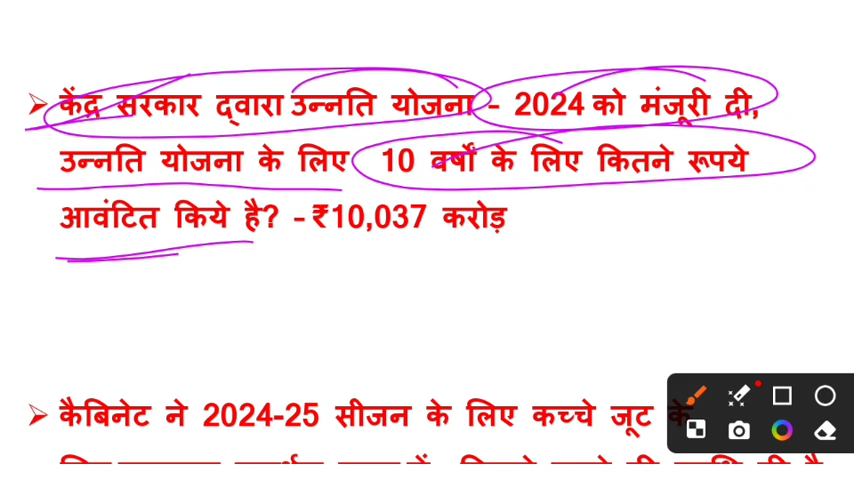 ➢ केंद्र सरकार द्वारा उन्नति योजना - 2024 को मंजूरी दी,
उन्नति योजना के लिए 10 वर्षों के लिए कितने रूपये
आवंटित किये है? - ₹10,037 करोड़
➢ कैबिनेट ने 2024-25 सीजन के लिए कच्चे जूट के